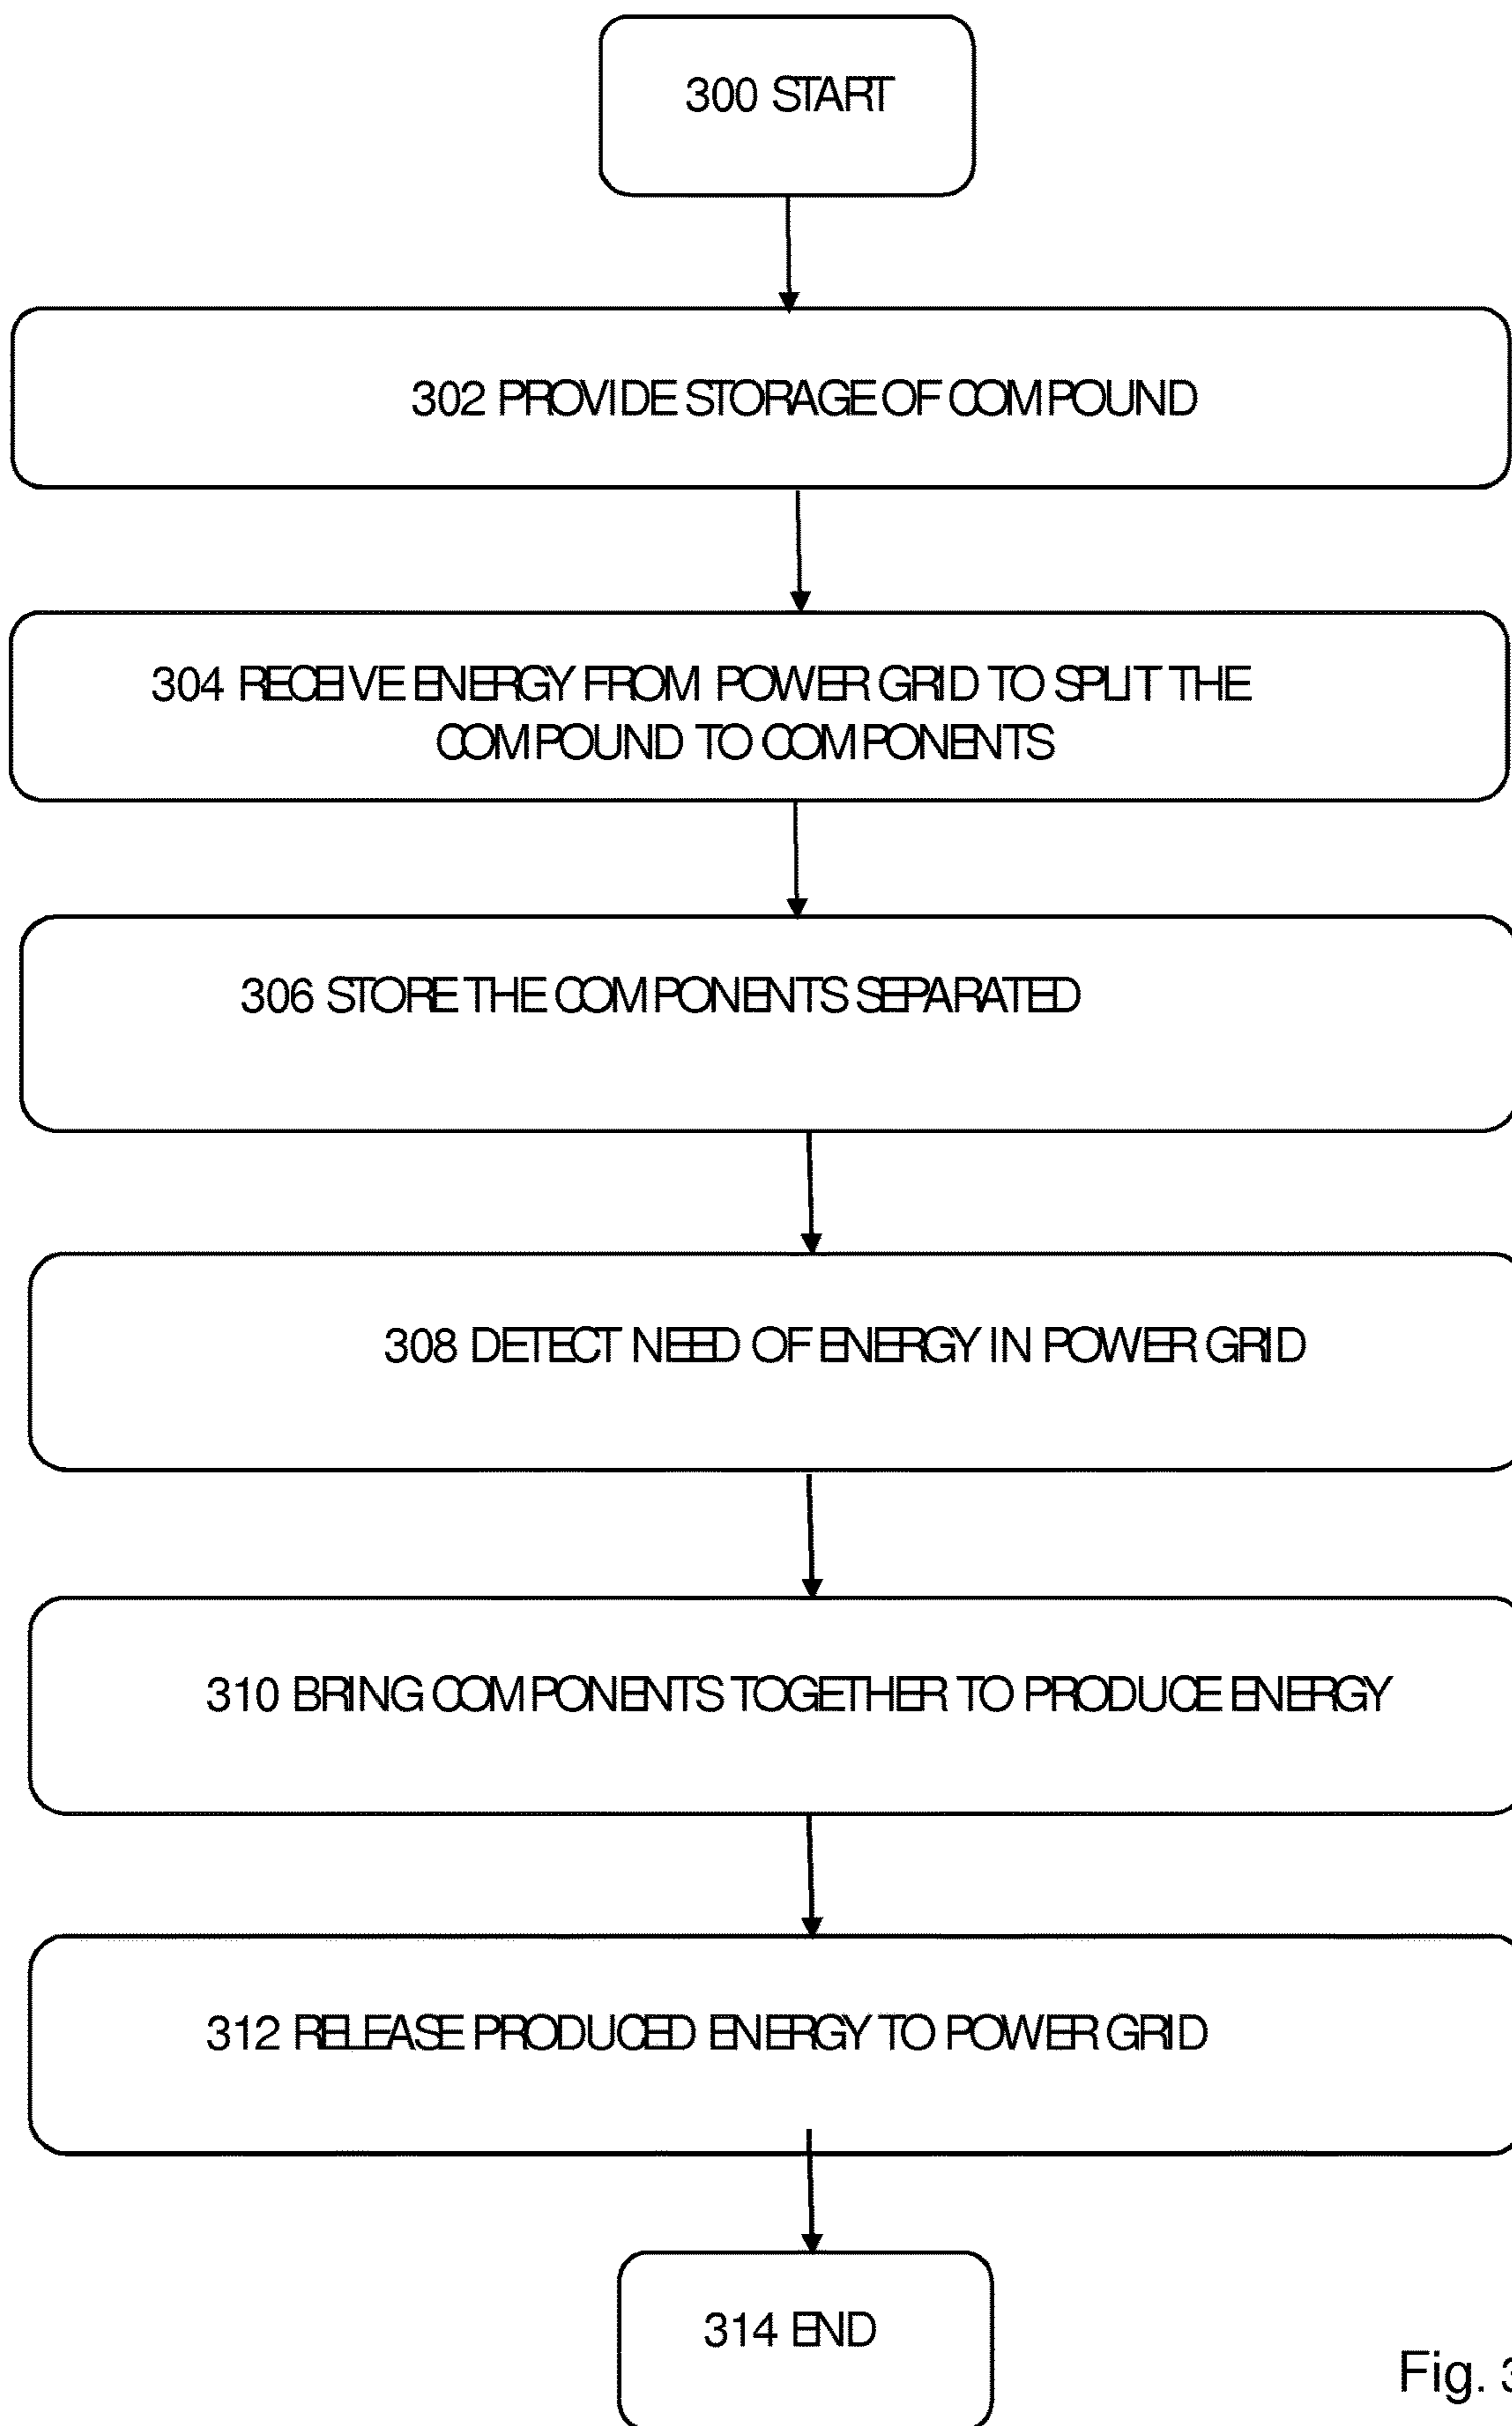 300 START
302 PROVIDE STORAGE OF COMPOUND
304 RECEIVE ENERGY FROM POWER GRID TO SPLIT THE
COMPOUND TO COMPONENTS
306 STORE THE COMPONENTS SEPARATED
308 DETECT NEED OF ENERGY IN POWER GRID
310 BRING COMPONENTS TOGETHER TO PRODUCE ENERGY
312 RELEASE PRODUCED ENERGY TO POWER GRID
314 END
Fig. 3